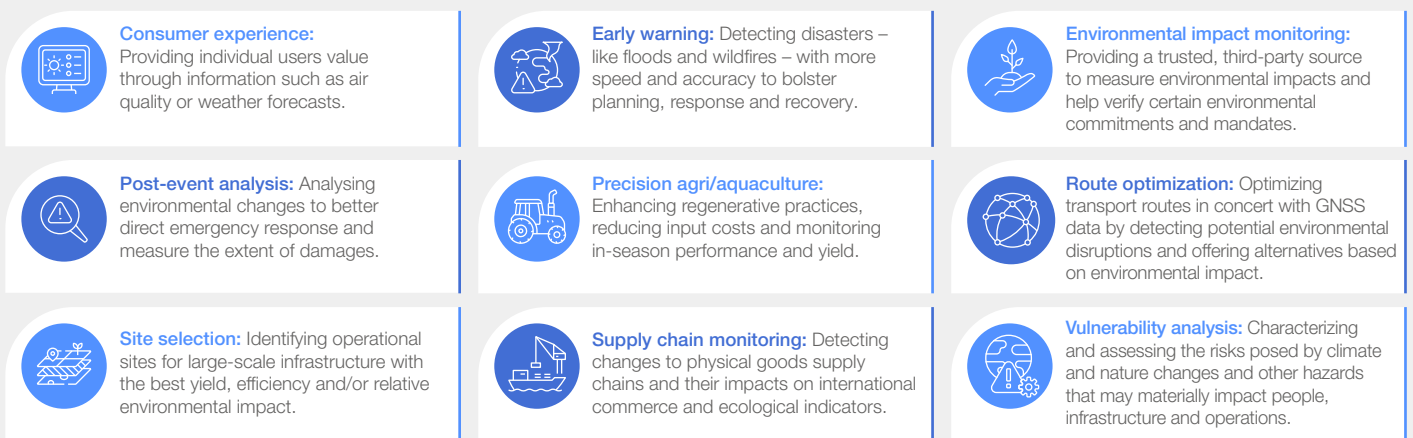 Consumer experience:
Providing individual users value
through information such as air
quality or weather forecasts.
Early warning: Detecting disasters –
like floods and wildfires – with more
speed and accuracy to bolster
planning, response and recovery.
Environmental impact monitoring:
Providing a trusted, third-party source
to measure environmental impacts and
help verify certain environmental
commitments and mandates.
Post-event analysis: Analysing
environmental changes to better
direct emergency response and
measure the extent of damages.
Precision agri/aquaculture:
Enhancing regenerative practices,
reducing input costs and monitoring
in-season performance and yield.
Route optimization: Optimizing
transport routes in concert with GNSS
data by detecting potential environmental
disruptions and offering alternatives based
on environmental impact.
Site selection: Identifying operational
sites for large-scale infrastructure with
the best yield, efficiency and/or relative
environmental impact.
Supply chain monitoring: Detecting
changes to physical goods supply
chains and their impacts on international
commerce and ecological indicators.
Vulnerability analysis: Characterizing
and assessing the risks posed by climate
and nature changes and other hazards
that may materially impact people,
infrastructure and operations.